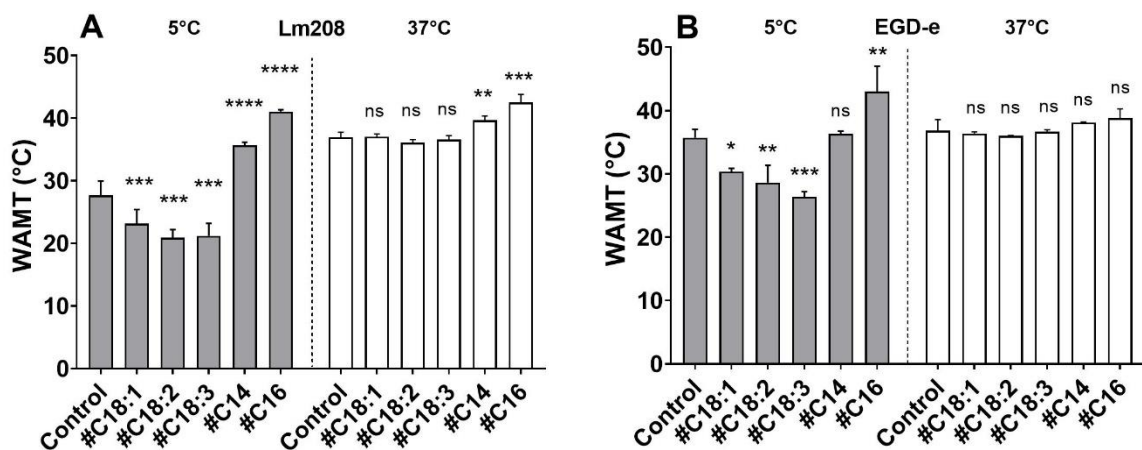 A 5°C Lm208 37°C
WAMT (°C)
50
40
30
20
10
0
*** *** *** **** ****
ns ns ns ** ***
Control #C18:1 #C18:2 #C18:3 #C14 #C16
Control #C18:1 #C18:2 #C18:3 #C14 #C16
B 5°C EGD-e 37°C
WAMT (°C)
50
40
30
20
10
0
* ** *** ns **
ns ns ns ns ns
Control #C18:1 #C18:2 #C18:3 #C14 #C16
Control #C18:1 #C18:2 #C18:3 #C14 #C16